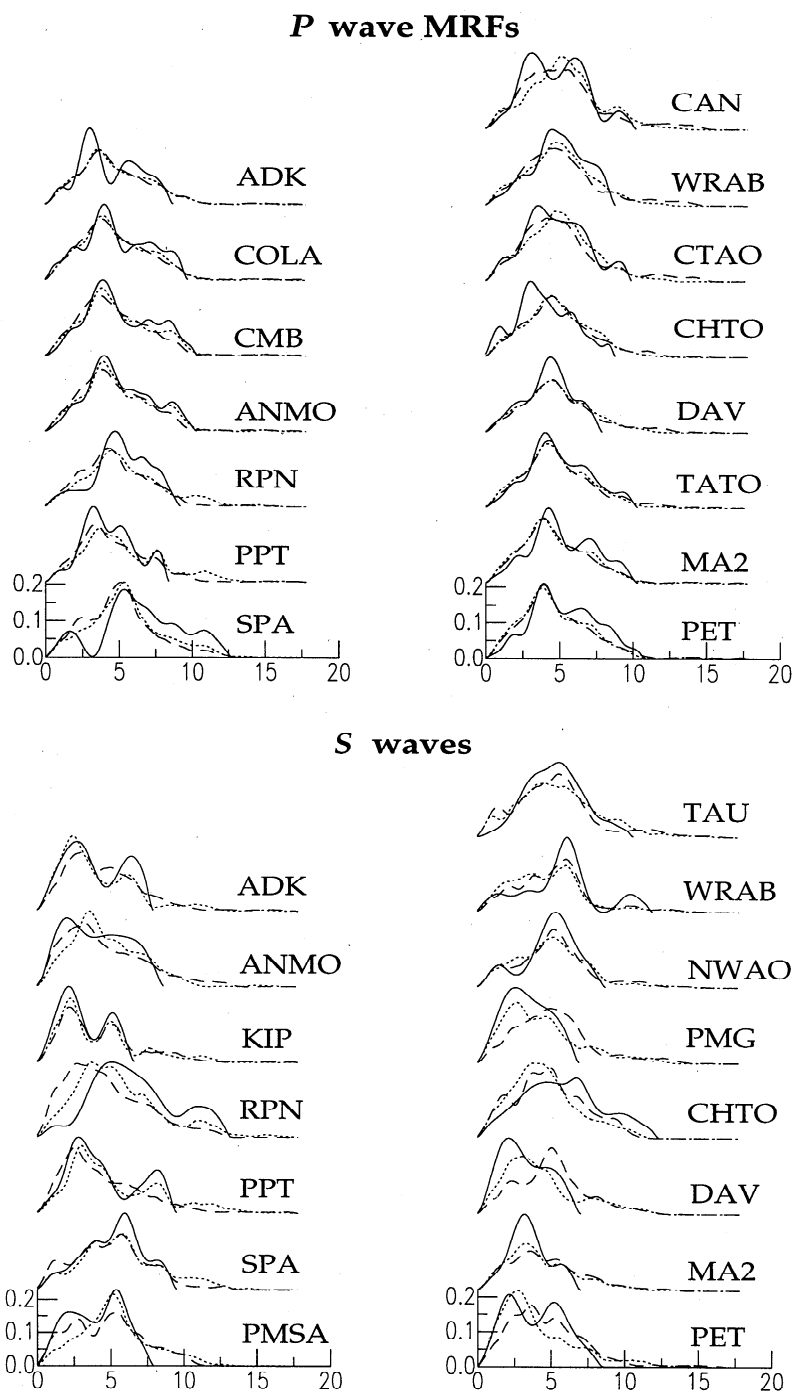 P wave MRFs
ADK
COLA
CMB
ANMO
RPN
PPT
SPA
0.2
0.1
0.0
0 5 10 15 20
CAN
WRAB
CTAO
CHTO
DAV
TATO
MA2
PET
0.2
0.1
0.0
0 5 10 15 20
S waves
ADK
ANMO
KIP
RPN
PPT
SPA
PMSA
0.2
0.1
0.0
0 5 10 15 20
TAU
WRAB
NWAO
PMG
CHTO
DAV
MA2
PET
0.2
0.1
0.0
0 5 10 15 20